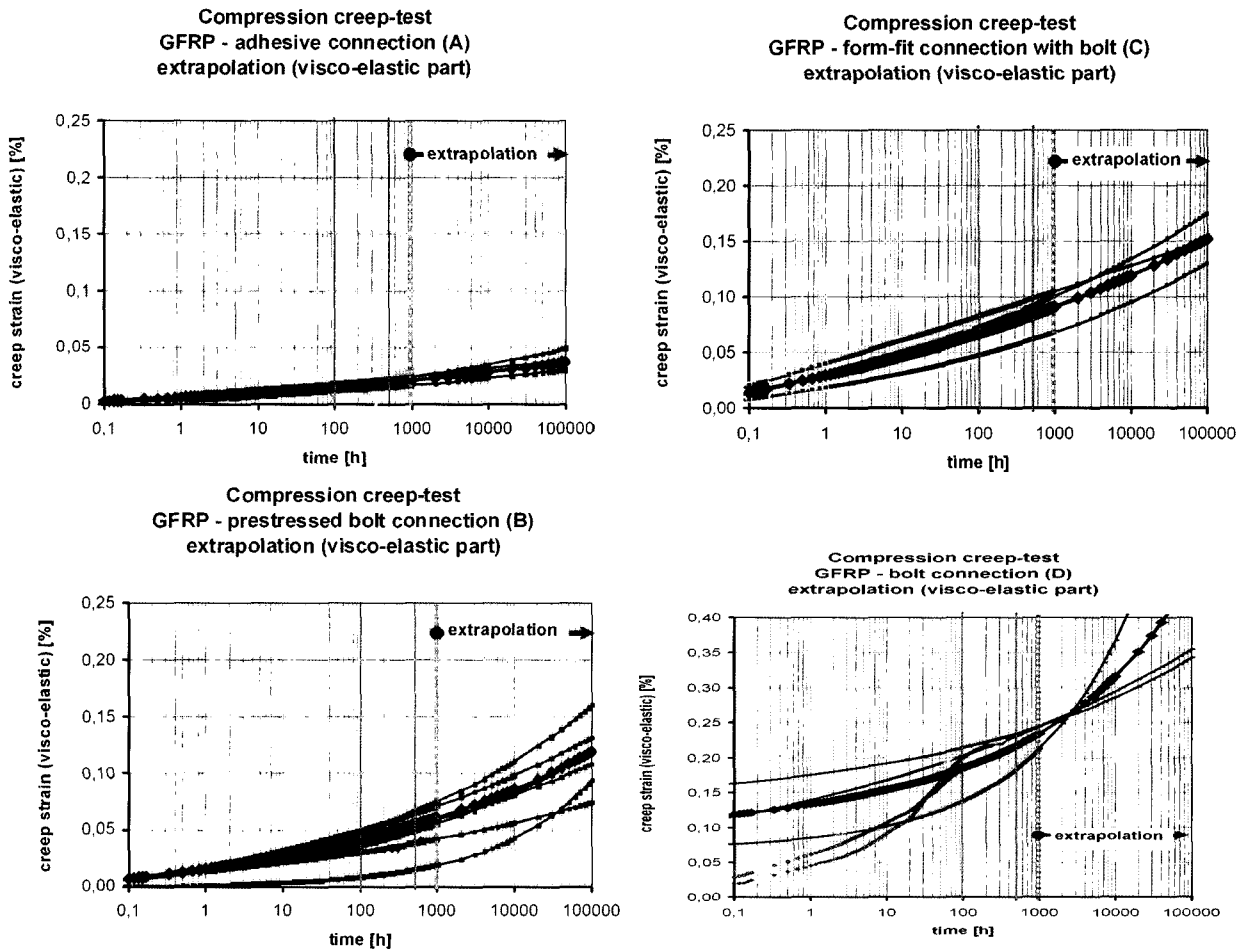 Compression creep-test
GFRP - adhesive connection (A)
extrapolation (visco-elastic part)
creep strain (visco-elastic) [%]
0,25
0,2
0,15
0,1
0,05
0
extrapolation
0,1
1
10
100
1000
10000
100000
time [h]
Compression creep-test
GFRP - form-fit connection with bolt (C)
extrapolation (visco-elastic part)
creep strain (visco-elastic) [%]
0,25
0,20
0,15
0,10
0,05
0,00
extrapolation
0,1
1
10
100
1000
10000
100000
time [h]
Compression creep-test
GFRP - prestressed bolt connection (B)
extrapolation (visco-elastic part)
creep strain (visco-elastic) [%]
0,25
0,20
0,15
0,10
0,05
0,00
extrapolation
0,1
1
10
100
1000
10000
100000
time [h]
Compression creep-test
GFRP - bolt connection (D)
extrapolation (visco-elastic part)
creep strain (visco-elastic) [%]
0,40
0,35
0,30
0,25
0,20
0,15
0,10
0,05
0,00
extrapolation
0,1
1
10
100
1000
10000
100000
time [h]